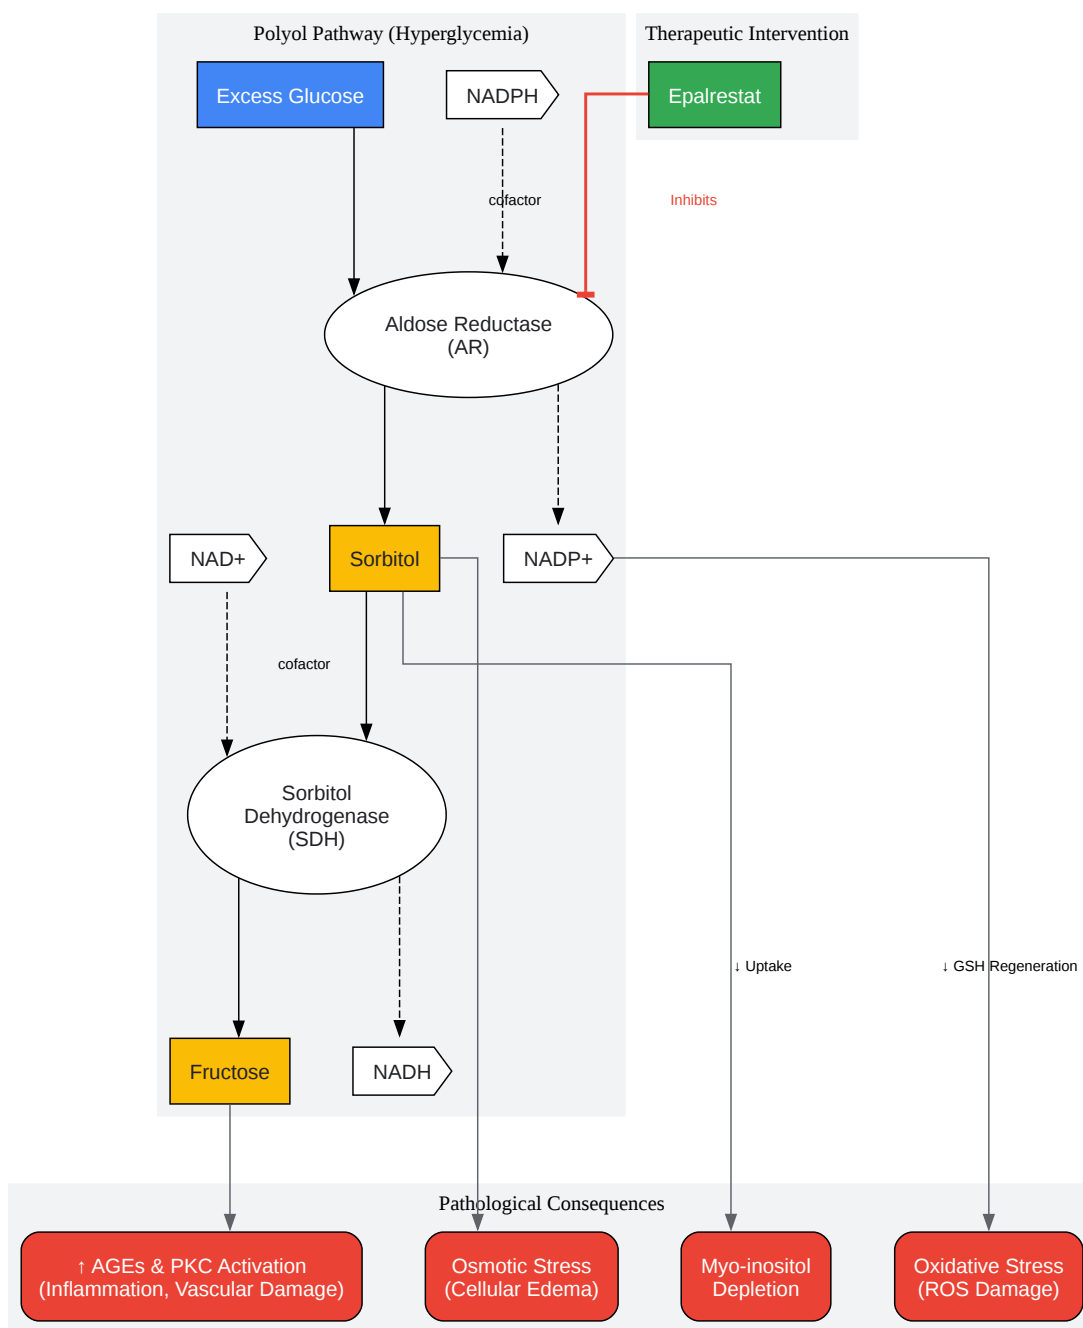 Polyol Pathway (Hyperglycemia)
Therapeutic Intervention
Excess Glucose
NADPH
Epalrestat
cofactor
Inhibits
Aldose Reductase
(AR)
NAD+
Sorbitol
NADP+
cofactor
Sorbitol
Dehydrogenase
(SDH)
↓ Uptake
↓ GSH Regeneration
Fructose
NADH
Pathological Consequences
↑ AGEs & PKC Activation
(Inflammation, Vascular Damage)
Osmotic Stress
(Cellular Edema)
Myo-inositol
Depletion
Oxidative Stress
(ROS Damage)